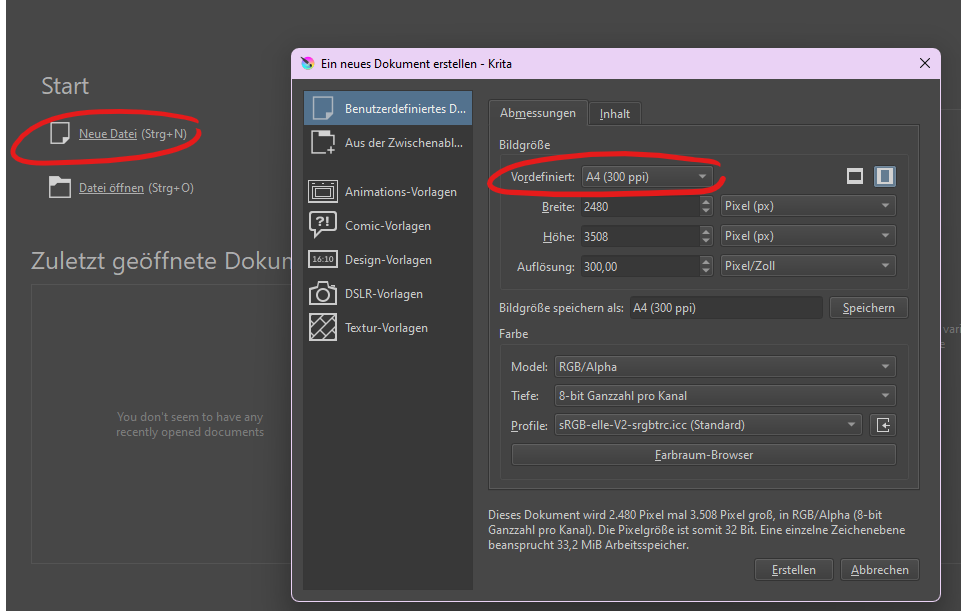 Ein neues Dokument erstellen - Krita
Start
Neue Datei (Strg+N)
Datei öffnen (Strg+O)
Zuletzt geöffnete Dokun
You don't seem to have any
recently opened documents
Benutzerdefiniertes D...
Aus der Zwischenabl...
Animations-Vorlagen
?!
Comic-Vorlagen
16:10
Design-Vorlagen
DSLR-Vorlagen
Textur-Vorlagen
Abmessungen
Inhalt
Bildgröße
Vordefiniert: A4 (300 ppi)
Breite: 2480 Pixel (px)
Höhe: 3508 Pixel (px)
Auflösung: 300,00 Pixel/Zoll
Bildgröße speichern als: A4 (300 ppi) Speichern
Farbe
Model: RGB/Alpha
Tiefe: 8-bit Ganzzahl pro Kanal
Profile: sRGB-elle-V2-srgbtrc.icc (Standard)
Farbraum-Browser
Dieses Dokument wird 2.480 Pixel mal 3.508 Pixel groß, in RGB/Alpha (8-bit
Ganzzahl pro Kanal). Die Pixelgröße ist somit 32 Bit. Eine einzelne Zeichenebene
beansprucht 33,2 MiB Arbeitsspeicher.
Erstellen Abbrechen